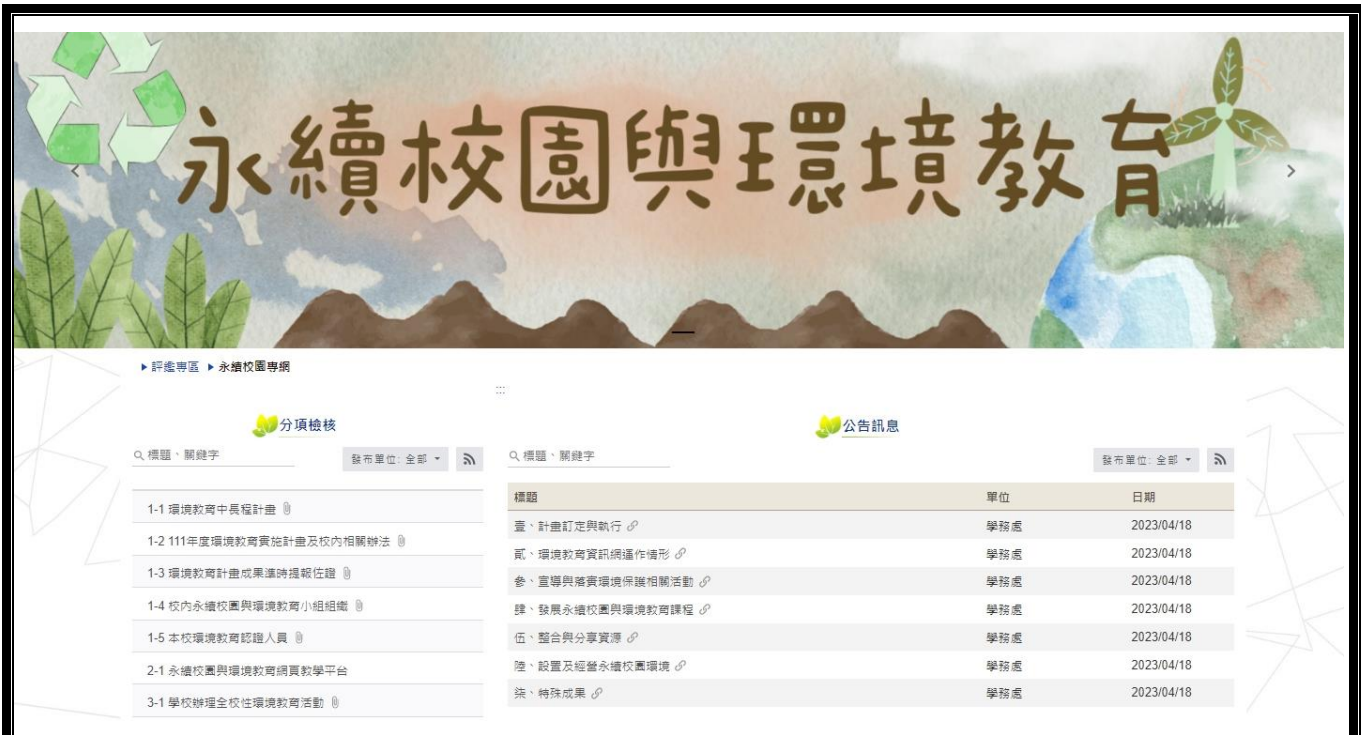 永續校園與環境教育
評鑑專區 永續校園專網
:::
分項檢核
標題、關鍵字
發布單位: 全部
1-1 環境教育中長程計畫
1-2 111年度環境教育實施計畫及校內相關辦法
1-3 環境教育計畫成果準時提報佐證
1-4 校內永續校園與環境教育小組組織
1-5 本校環境教育認證人員
2-1 永續校園與環境教育網頁教學平台
3-1 學校辦理全校性環境教育活動
公告訊息
標題、關鍵字
發布單位: 全部
標題 單位 日期
壹、計畫訂定與執行 學務處 2023/04/18
貳、環境教育資訊網運作情形 學務處 2023/04/18
參、宣導與落實環境保護相關活動 學務處 2023/04/18
肆、發展永續校園與環境教育課程 學務處 2023/04/18
伍、整合與分享資源 學務處 2023/04/18
陸、設置及經營永續校園環境 學務處 2023/04/18
柒、特殊成果 學務處 2023/04/18